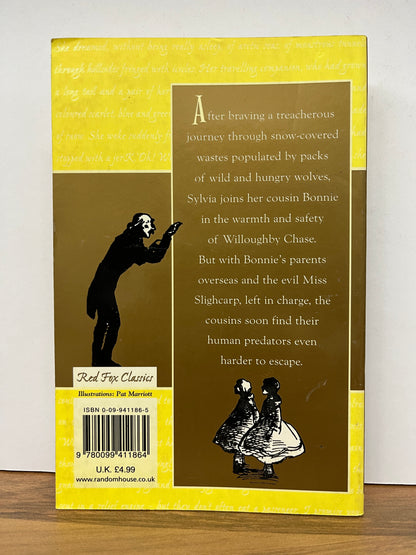 After braving a treacherous
journey through snow-covered
wastes populated by packs
of wild and hungry wolves,
Sylvia joins her cousin Bonnie
in the warmth and safety
of Willoughby Chase.
But with Bonnie's parents
overseas and the evil Miss
Slighcarp, left in charge, the
cousins soon find their
human predators even
harder to escape.
Red Fox Classics
Illustrations: Pat Marriott
ISBN 0-09-941186-5
9 780099 411864
U.K. £4.99
www.randomhouse.co.uk